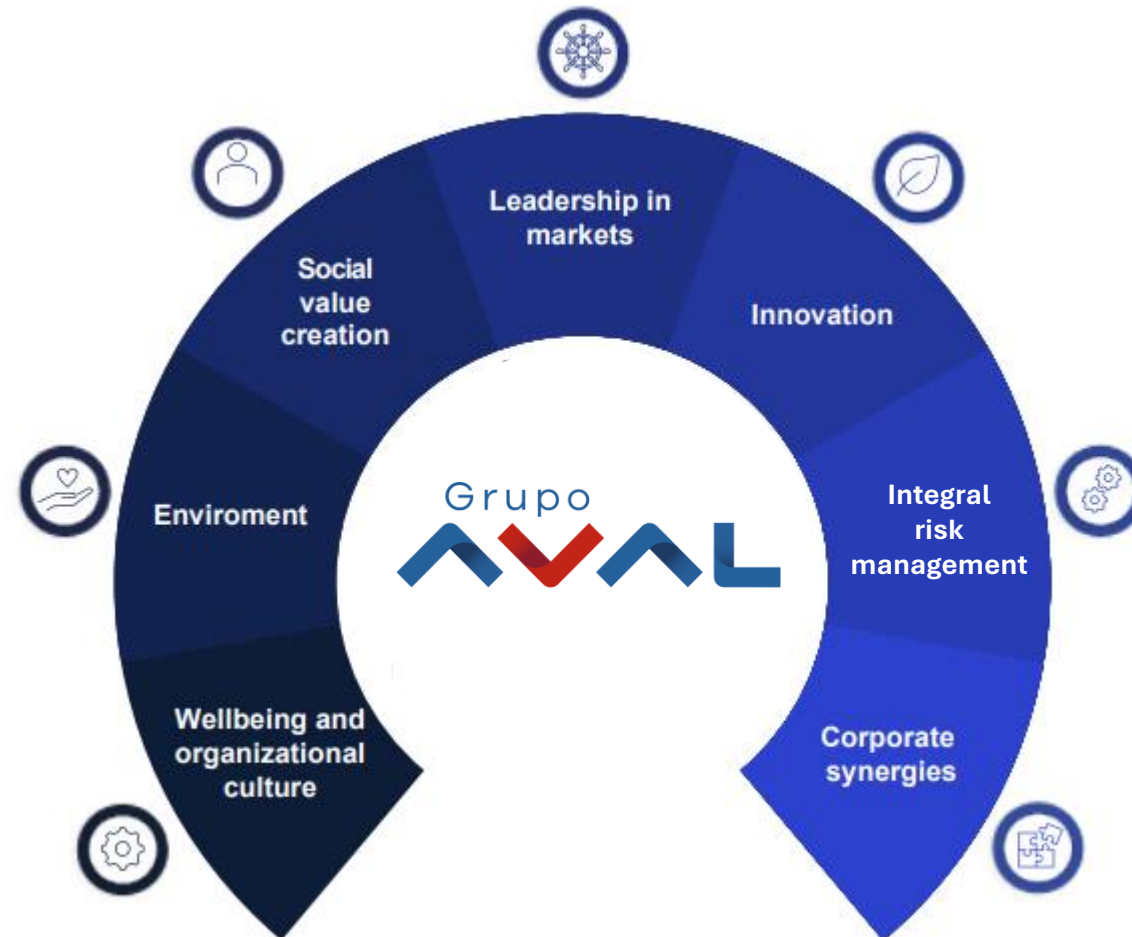 Leadership in
markets
Social
value
creation
Innovation
Enviroment
Grupo
AVAL
Integral
risk
management
Wellbeing and
organizational
culture
Corporate
synergies